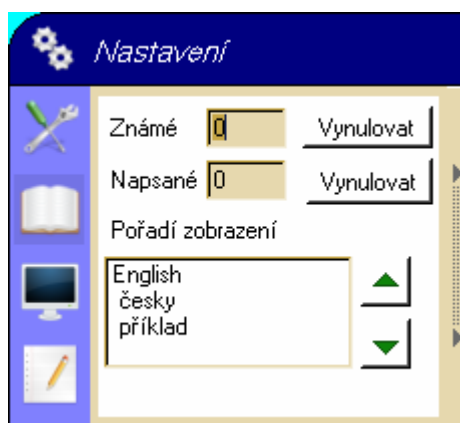 Nastavení
Známé 0 Vynulovat
Napsané 0 Vynulovat
Pořadí zobrazení
English
česky
příklad